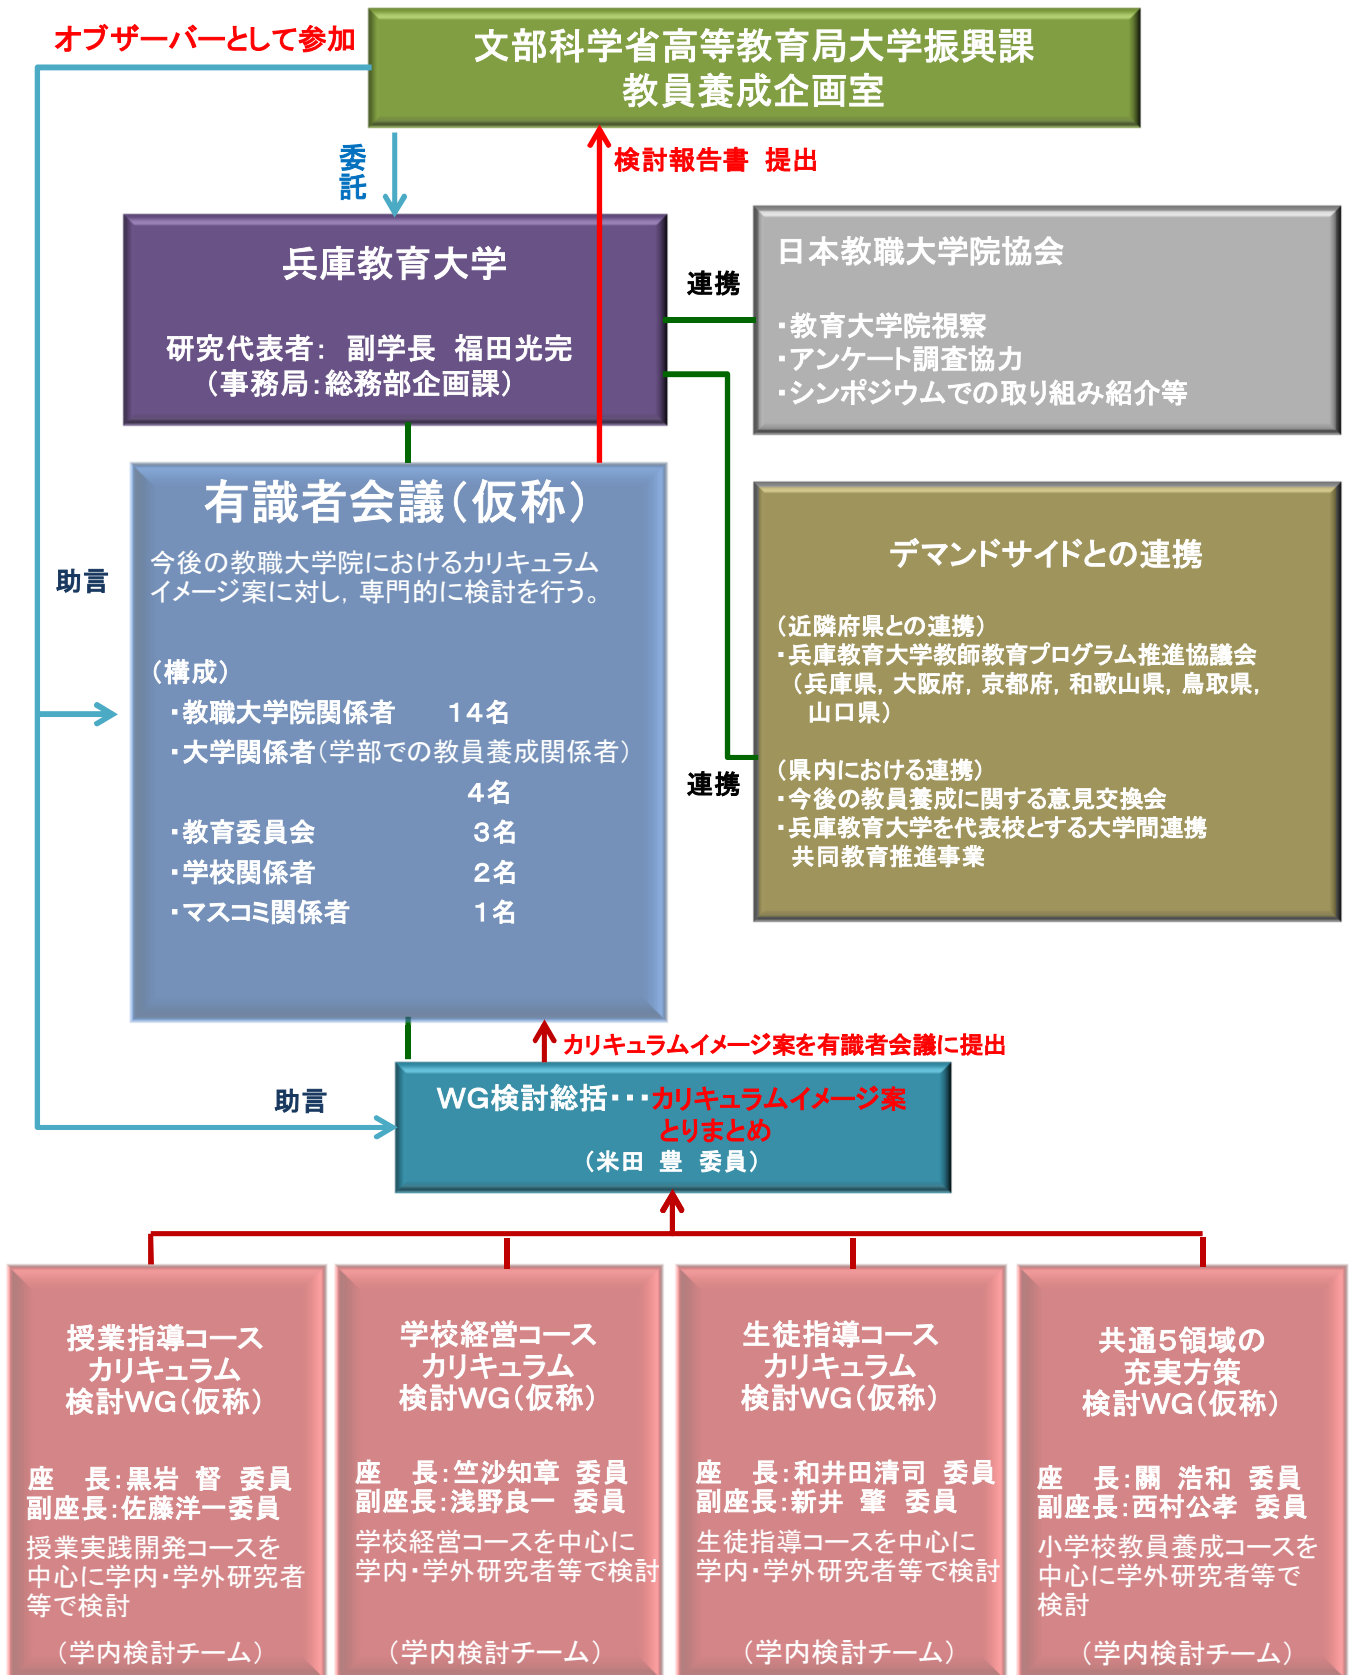 オブザーバーとして参加
文部科学省高等教育局大学振興課
教員養成企画室
委託
検討報告書 提出
兵庫教育大学
研究代表者: 副学長 福田光完
(事務局:総務部企画課)
連携
日本教職大学院協会
・教育大学院視察
・アンケート調査協力
・シンポジウムでの取り組み紹介等
有識者会議(仮称)
今後の教職大学院におけるカリキュラム
イメージ案に対し,専門的に検討を行う。
(構成)
・教職大学院関係者 14名
・大学関係者(学部での教員養成関係者)
4名
・教育委員会 3名
・学校関係者 2名
・マスコミ関係者 1名
助言
デマンドサイドとの連携
(近隣府県との連携)
・兵庫教育大学教師教育プログラム推進協議会
(兵庫県,大阪府,京都府,和歌山県,鳥取県,
山口県)
(県内における連携)
・今後の教員養成に関する意見交換会
・兵庫教育大学を代表校とする大学間連携
共同教育推進事業
連携
カリキュラムイメージ案を有識者会議に提出
助言
WG検討総括・・・カリキュラムイメージ案
とりまとめ
(米田 豊 委員)
授業指導コース
カリキュラム
検討WG(仮称)
座 長:黒岩 督 委員
副座長:佐藤洋一委員
授業実践開発コースを
中心に学内・学外研究者
等で検討
(学内検討チーム)
学校経営コース
カリキュラム
検討WG(仮称)
座 長:竺沙知章 委員
副座長:浅野良一 委員
学校経営コースを中心に
学内・学外研究者等で検討
(学内検討チーム)
生徒指導コース
カリキュラム
検討WG(仮称)
座 長:和井田清司 委員
副座長:新井 肇 委員
生徒指導コースを中心に
学内・学外研究者等で検討
(学内検討チーム)
共通5領域の
充実方策
検討WG(仮称)
座 長:關 浩和 委員
副座長:西村公孝 委員
小学校教員養成コースを
中心に学外研究者等で
検討
(学内検討チーム)